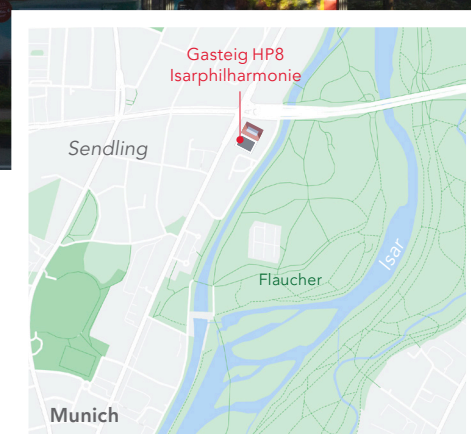 Gasteig HP8
Isarphilharmonie
Sendling
Isar
Flaucher
Munich